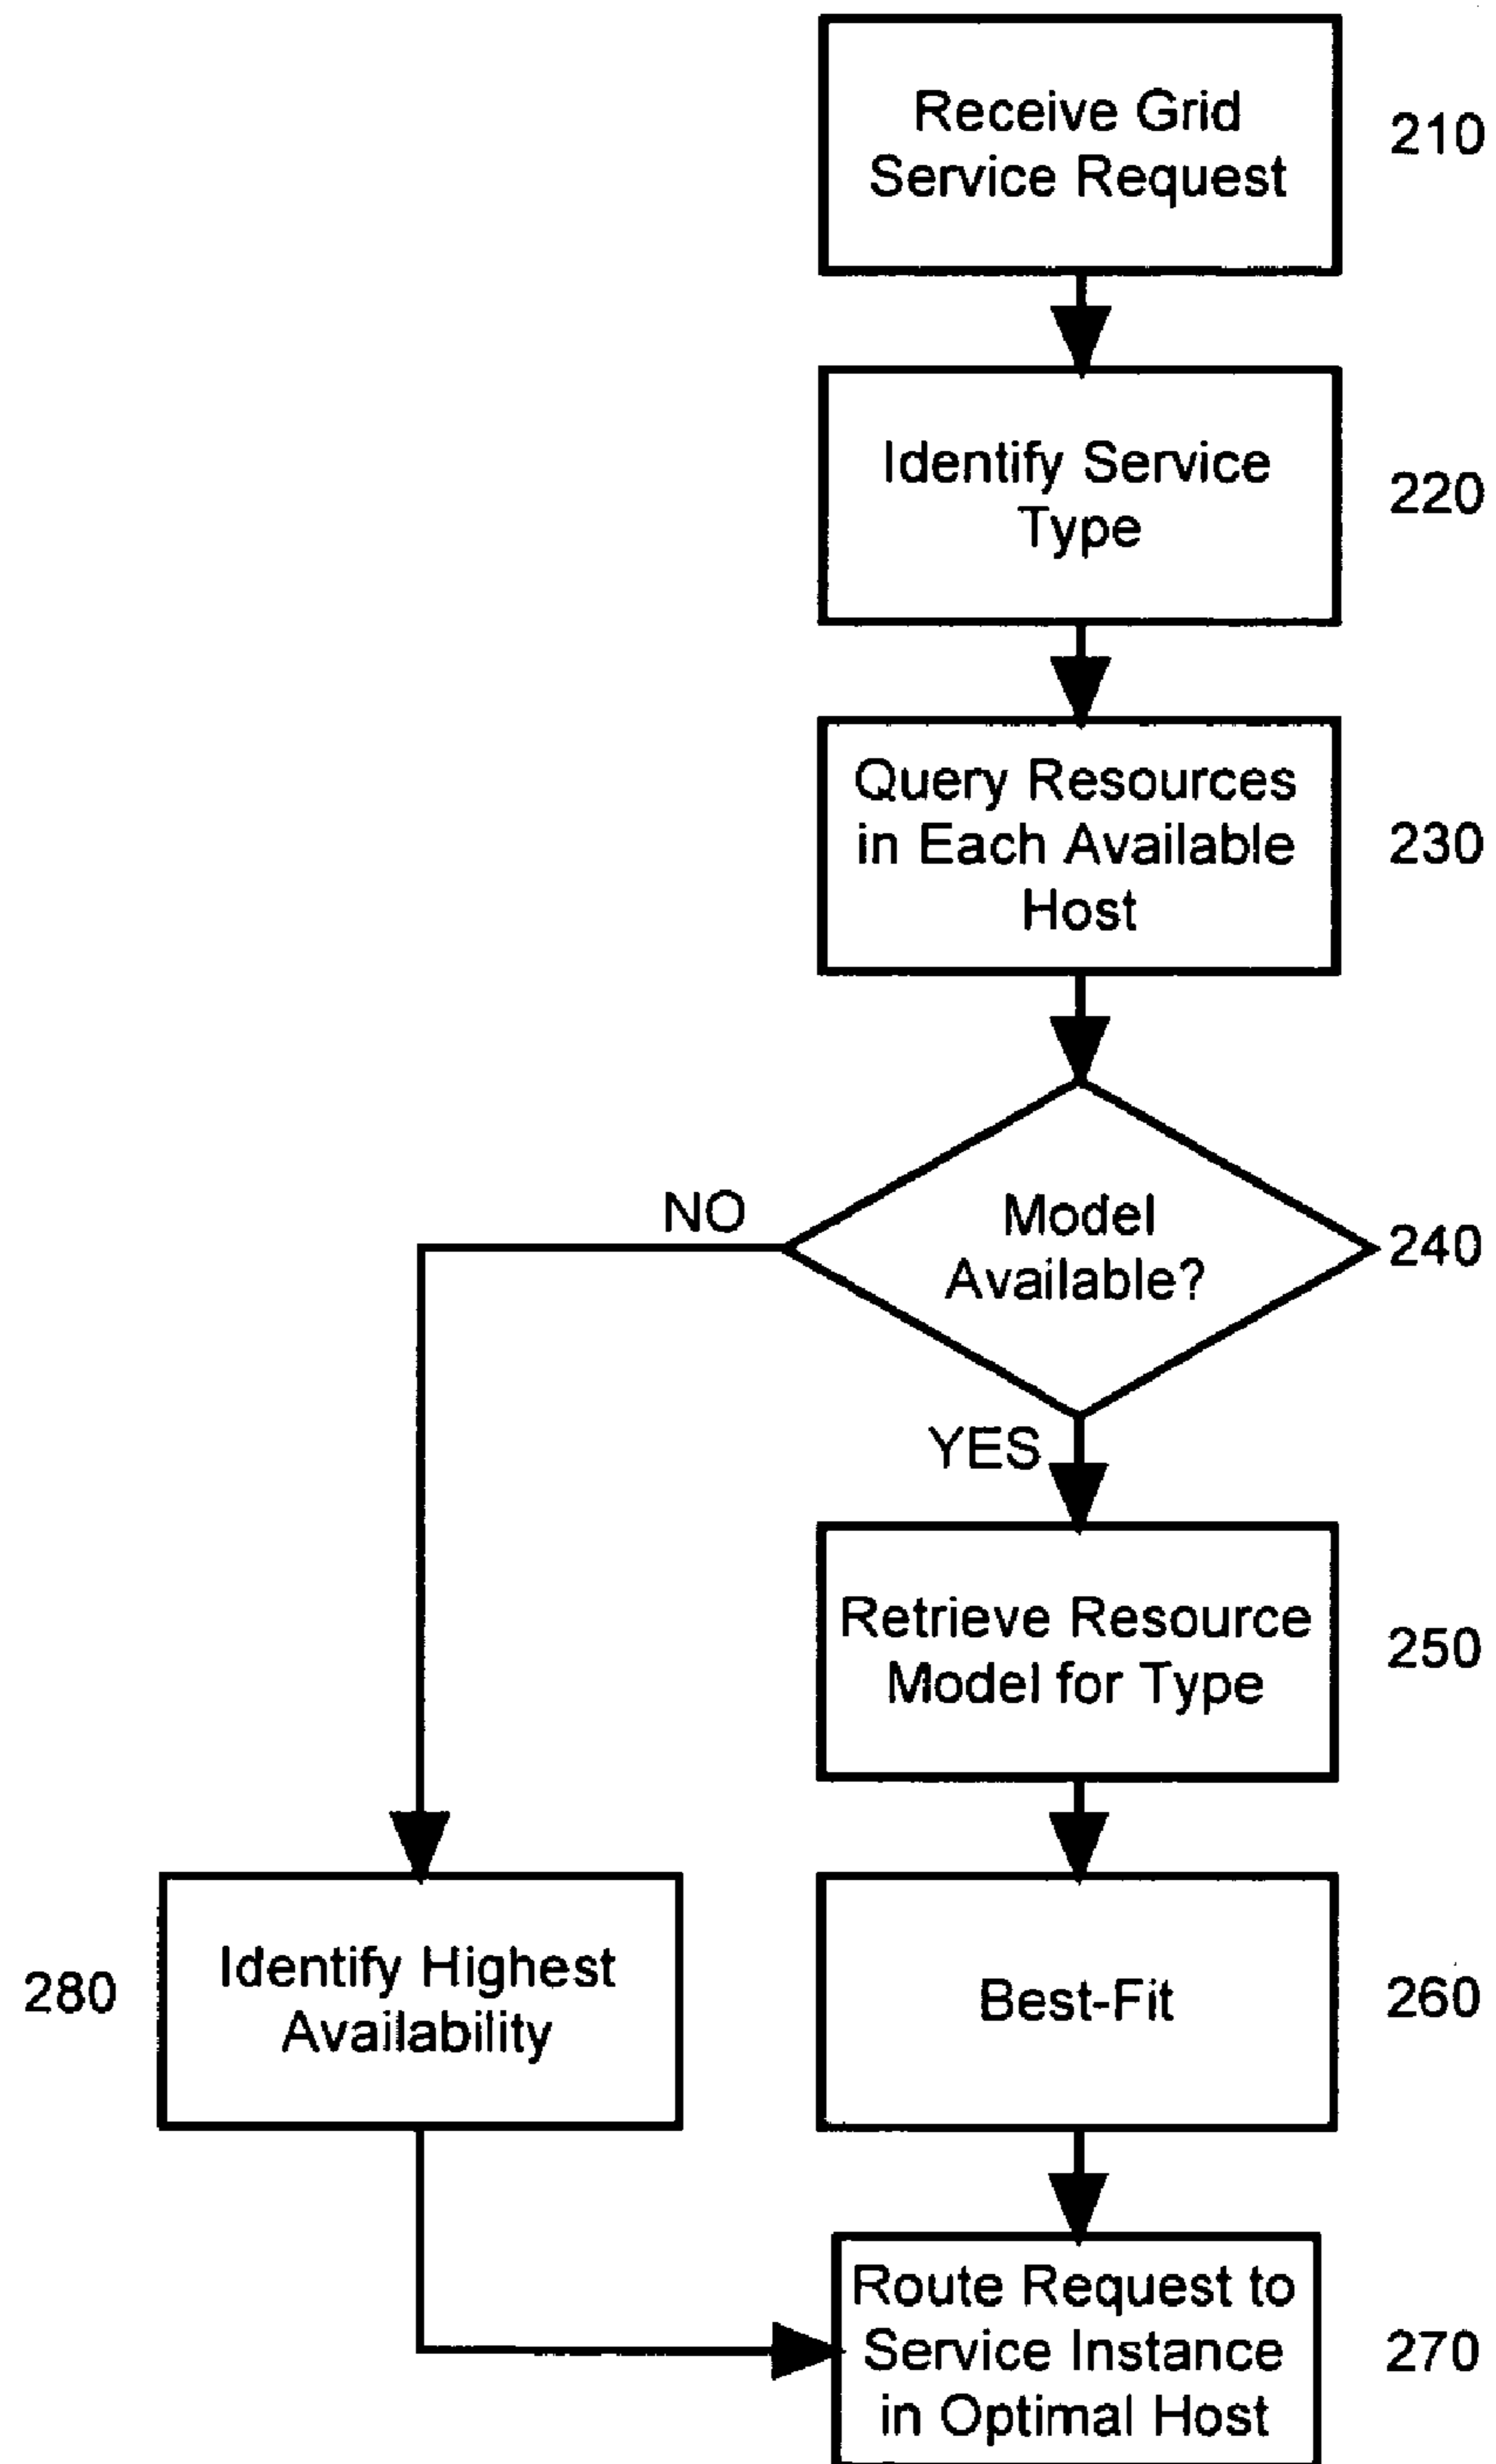 Receive Grid
Service Request
210
Identify Service
Type
220
Query Resources
in Each Available
Host
230
NO
Model
Available?
240
YES
Retrieve Resource
Model for Type
250
280
Identify Highest
Availability
Best-Fit
260
Route Request to
Service Instance
in Optimal Host
270